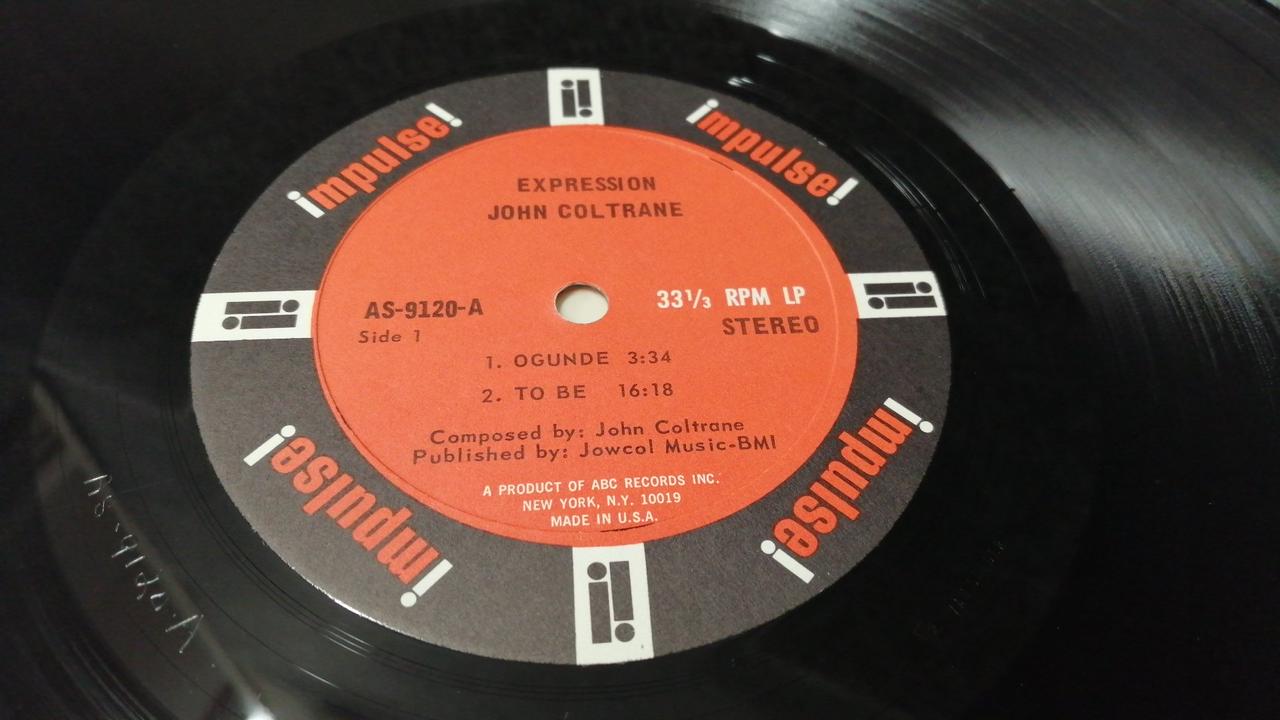 impulse!
impulse!
EXPRESSION
JOHN COLTRANE
AS-9120-A
Side 1
33 1/3 RPM LP
STEREO
1. OGUNDE 3:34
2. TO BE 16:18
Composed by: John Coltrane
Published by: Jowcol Music-BMI
A PRODUCT OF ABC RECORDS INC.
NEW YORK, N.Y. 10019
MADE IN U.S.A.
impulse!
impulse!